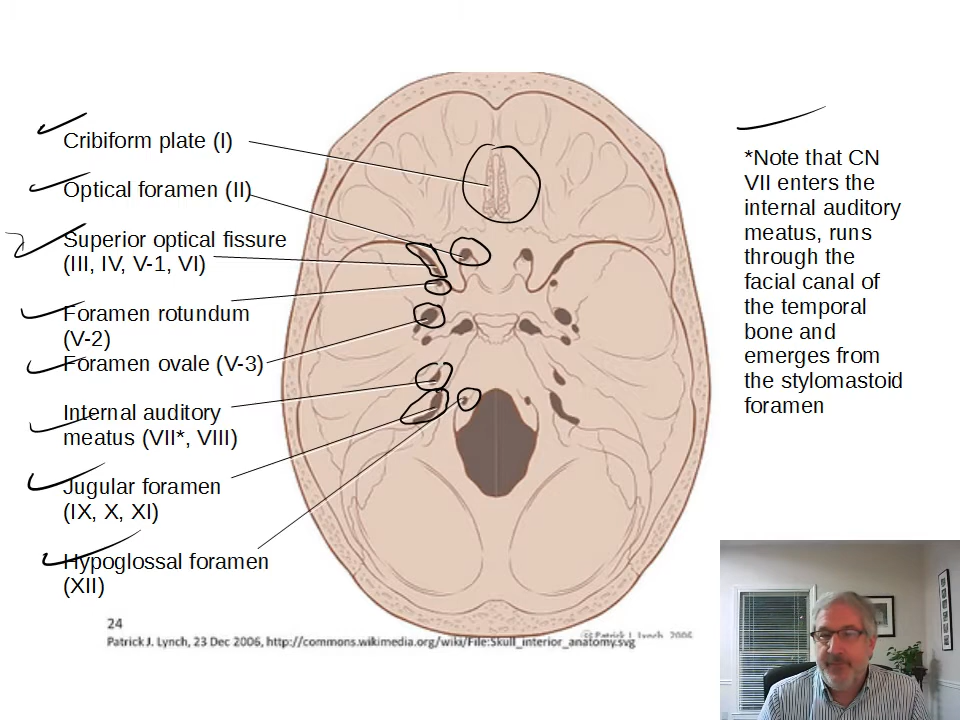 Cribiform plate (I)
Optical foramen (II)
Superior optical fissure
(III, IV, V-1, VI)
Foramen rotundum
(V-2)
Foramen ovale (V-3)
Internal auditory
meatus (VII*, VIII)
Jugular foramen
(IX, X, XI)
Hypoglossal foramen
(XII)
*Note that CN
VII enters the
internal auditory
meatus, runs
through the
facial canal of
the temporal
bone and
emerges from
the stylomastoid
foramen
24
© Patrick J. Lynch, 2006
Patrick J. Lynch, 23 Dec 2006, http://commons.wikimedia.org/wiki/File:Skull_interior_anatomy.svg